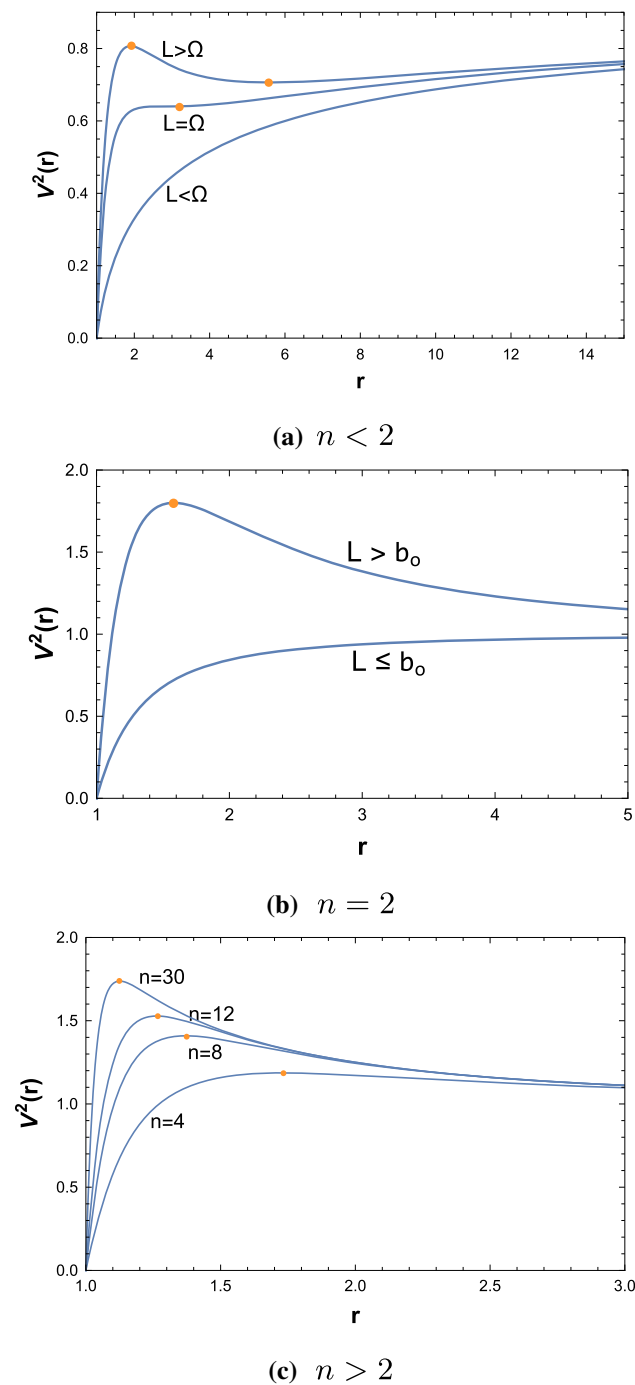 0.8
0.6
0.4
0.2
0.0
V²(r)
L>Ω
L=Ω
L<Ω
2 4 6 8 10 12 14
r
(a) n < 2
2.0
1.5
1.0
0.5
0.0
V²(r)
L > bₒ
L ≤ bₒ
1 2 3 4 5
r
(b) n = 2
2.0
1.5
1.0
0.5
0.0
V²(r)
n=30
n=12
n=8
n=4
1.0 1.5 2.0 2.5 3.0
r
(c) n > 2